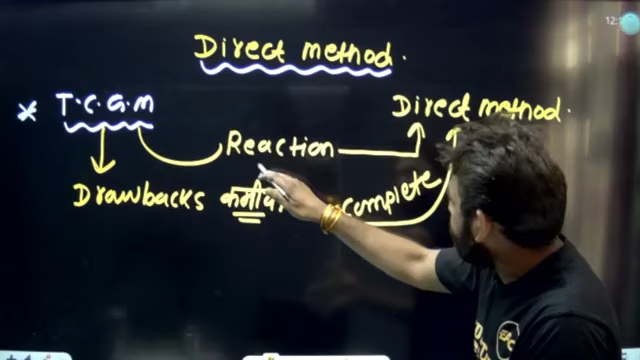 Direct method.
* T.C.G.M Direct method.
Reaction
Drawbacks complete